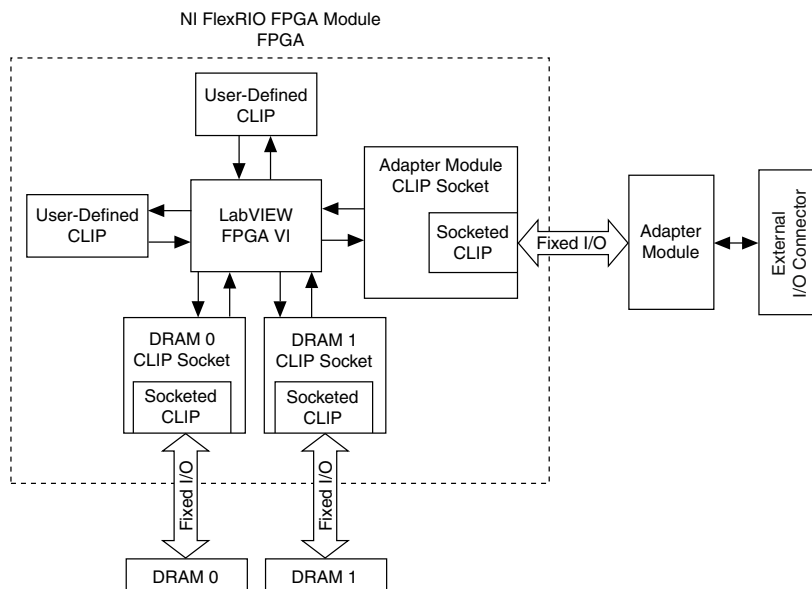 NI FlexRIO FPGA Module
FPGA
User-Defined
CLIP
User-Defined
CLIP
LabVIEW
FPGA VI
Adapter Module
CLIP Socket
Socketed
CLIP
Fixed I/O
Adapter
Module
External
I/O Connector
DRAM 0
CLIP Socket
Socketed
CLIP
DRAM 1
CLIP Socket
Socketed
CLIP
Fixed I/O
Fixed I/O
DRAM 0
DRAM 1